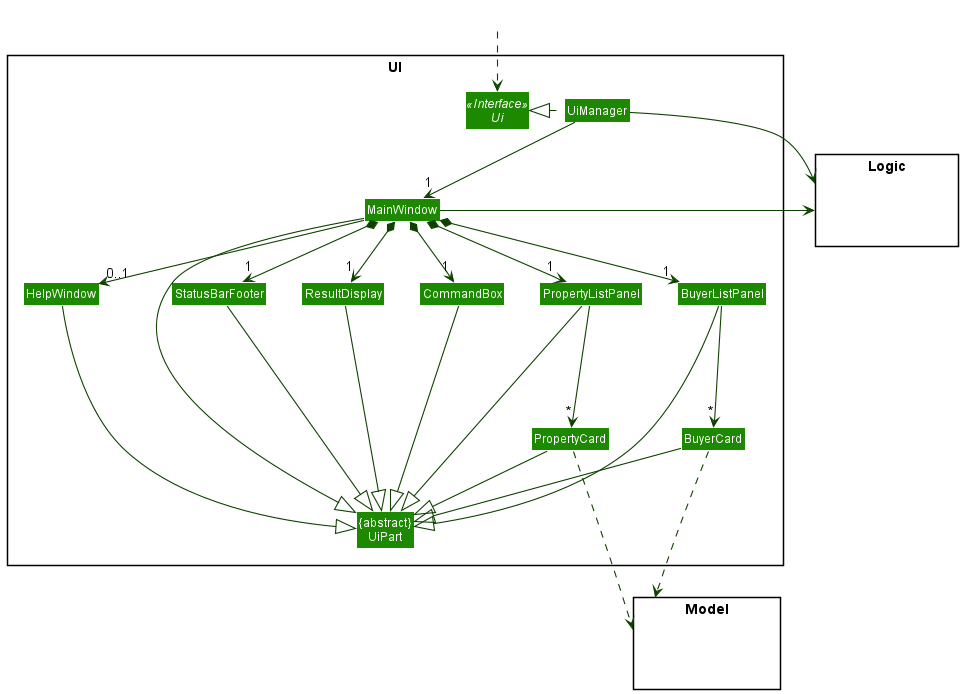 UI
«Interface»
Ui
UiManager
Logic
1
MainWindow
0..1
1
1
1
1
1
HelpWindow
StatusBarFooter
ResultDisplay
CommandBox
PropertyListPanel
BuyerListPanel
*
*
PropertyCard
BuyerCard
{abstract}
UiPart
Model